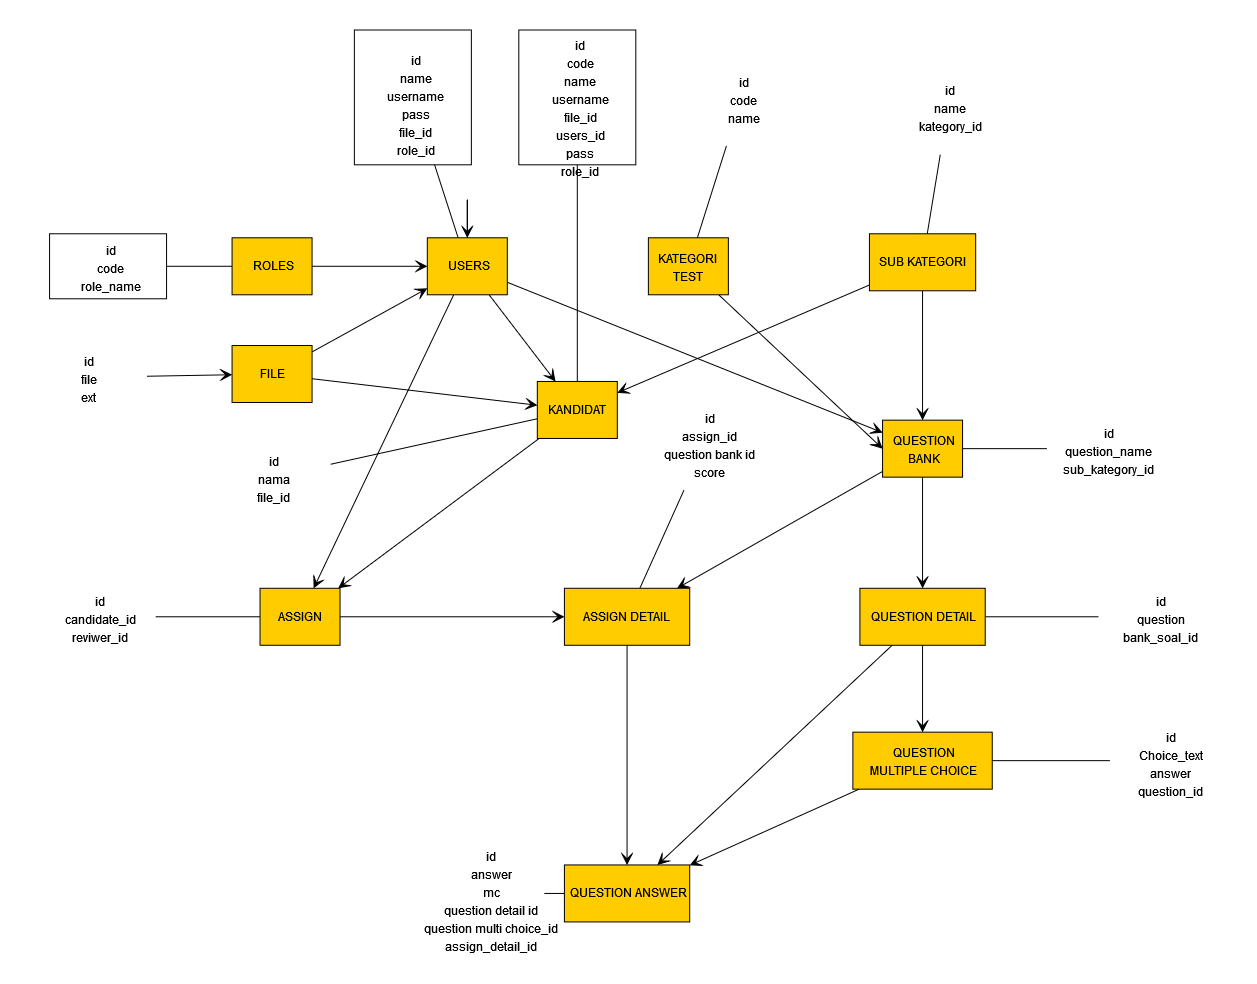 id
name
username
pass
file_id
role_id
id
code
name
username
file_id
users_id
pass
role_id
id
code
name
id
name
kategory_id
id
code
role_name
ROLES
USERS
KATEGORI
TEST
SUB KATEGORI
id
file
ext
FILE
KANDIDAT
id
nama
file_id
id
assign_id
question bank id
score
QUESTION
BANK
id
question_name
sub_kategory_id
id
candidate_id
reviwer_id
ASSIGN
ASSIGN DETAIL
QUESTION DETAIL
id
question
bank_soal_id
QUESTION
MULTIPLE CHOICE
id
Choice_text
answer
question_id
id
answer
mc
question detail id
question multi choice_id
assign_detail_id
QUESTION ANSWER